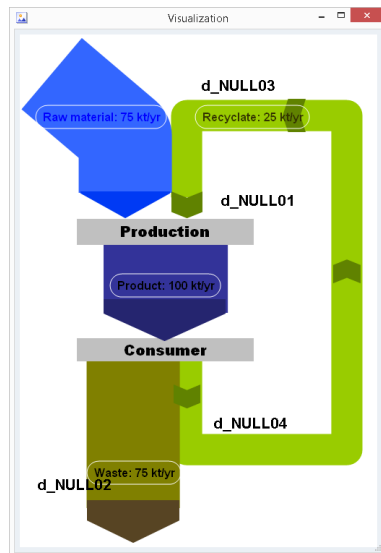 Visualization
d_NULL03
Raw material: 75 kt/yr
Recyclate: 25 kt/yr
d_NULL01
Production
Product: 100 kt/yr
Consumer
d_NULL04
Waste: 75 kt/yr
d_NULL02